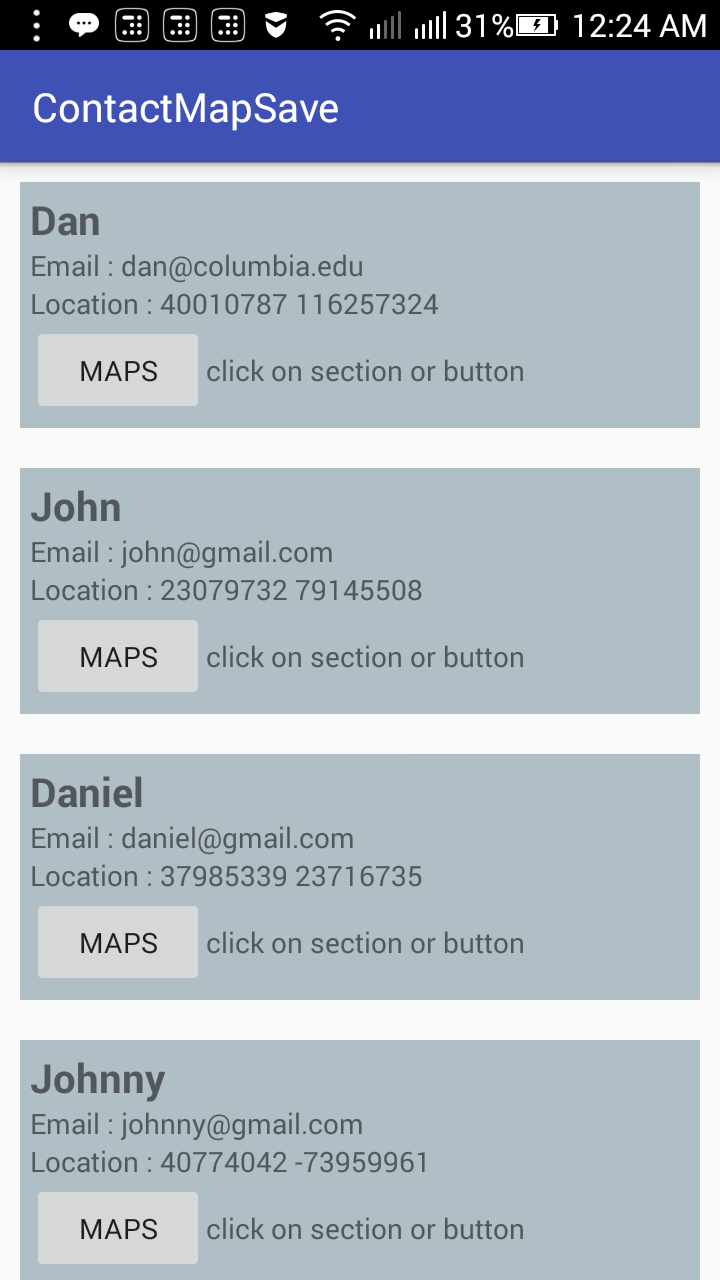 31% 12:24 AM
ContactMapSave
Dan
Email : dan@columbia.edu
Location : 40010787 116257324
MAPS click on section or button
John
Email : john@gmail.com
Location : 23079732 79145508
MAPS click on section or button
Daniel
Email : daniel@gmail.com
Location : 37985339 23716735
MAPS click on section or button
Johnny
Email : johnny@gmail.com
Location : 40774042 -73959961
MAPS click on section or button